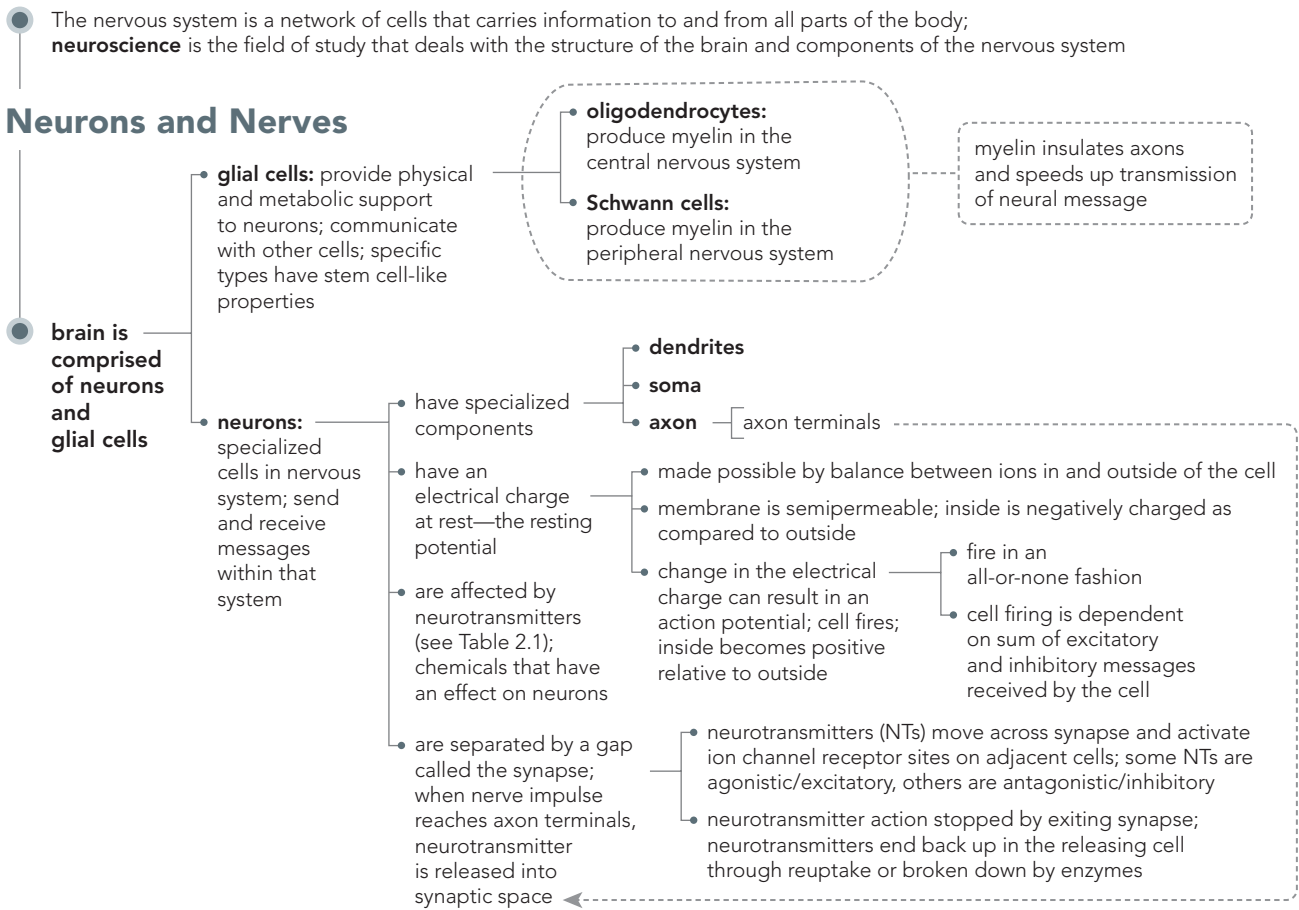 The nervous system is a network of cells that carries information to and from all parts of the body;
neuroscience is the field of study that deals with the structure of the brain and components of the nervous system
Neurons and Nerves
brain is
comprised
of neurons
and
glial cells
glial cells: provide physical
and metabolic support
to neurons; communicate
with other cells; specific
types have stem cell-like
properties
oligodendrocytes:
produce myelin in the
central nervous system
Schwann cells:
produce myelin in the
peripheral nervous system
myelin insulates axons
and speeds up transmission
of neural message
neurons:
specialized
cells in nervous
system; send
and receive
messages
within that
system
have specialized
components
dendrites
soma
axon
axon terminals
have an
electrical charge
at rest—the resting
potential
made possible by balance between ions in and outside of the cell
membrane is semipermeable; inside is negatively charged as
compared to outside
change in the electrical
charge can result in an
action potential; cell fires;
inside becomes positive
relative to outside
fire in an
all-or-none fashion
cell firing is dependent
on sum of excitatory
and inhibitory messages
received by the cell
are affected by
neurotransmitters
(see Table 2.1);
chemicals that have
an effect on neurons
are separated by a gap
called the synapse;
when nerve impulse
reaches axon terminals,
neurotransmitter
is released into
synaptic space
neurotransmitters (NTs) move across synapse and activate
ion channel receptor sites on adjacent cells; some NTs are
agonistic/excitatory, others are antagonistic/inhibitory
neurotransmitter action stopped by exiting synapse;
neurotransmitters end back up in the releasing cell
through reuptake or broken down by enzymes